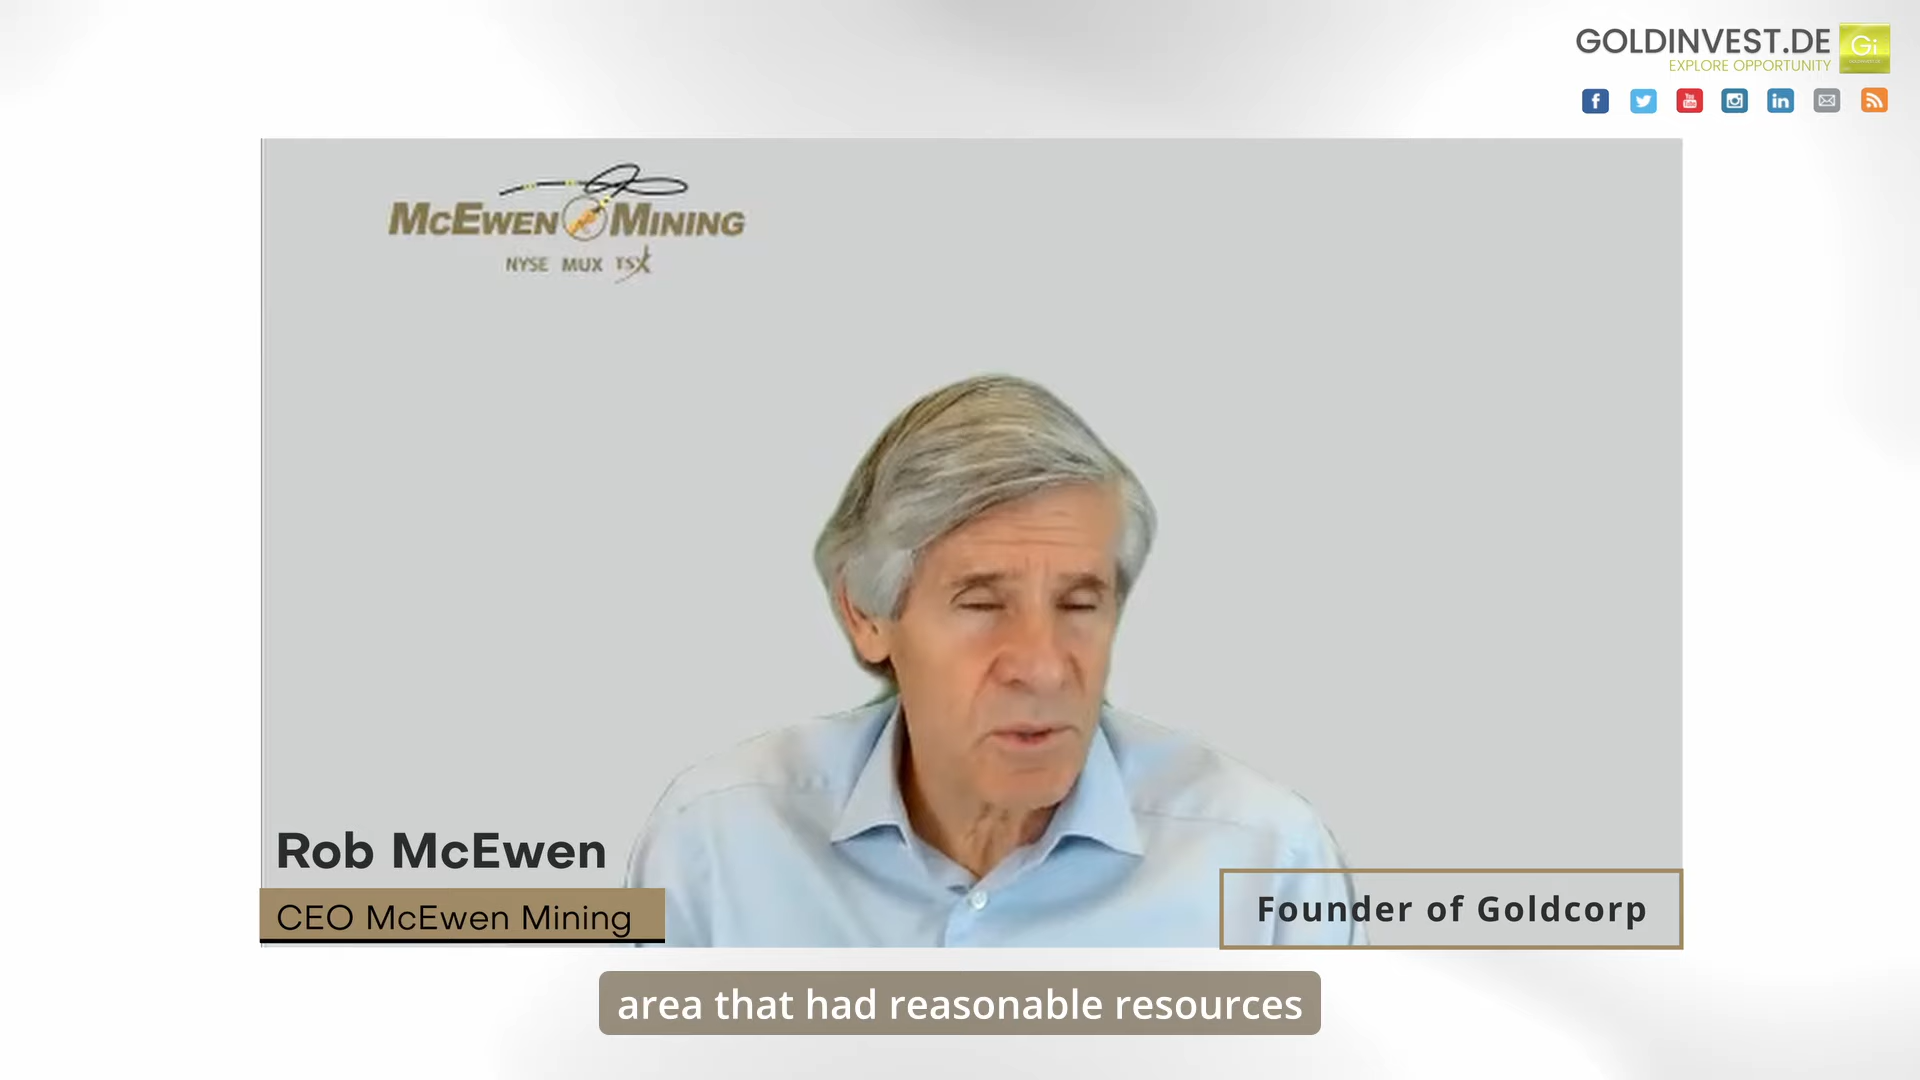 GOLDINVEST.DE
Gi
EXPLORE OPPORTUNITY
McEwen Mining
NYSE MUX TSX
Rob McEwen
CEO McEwen Mining
Founder of Goldcorp
area that had reasonable resources